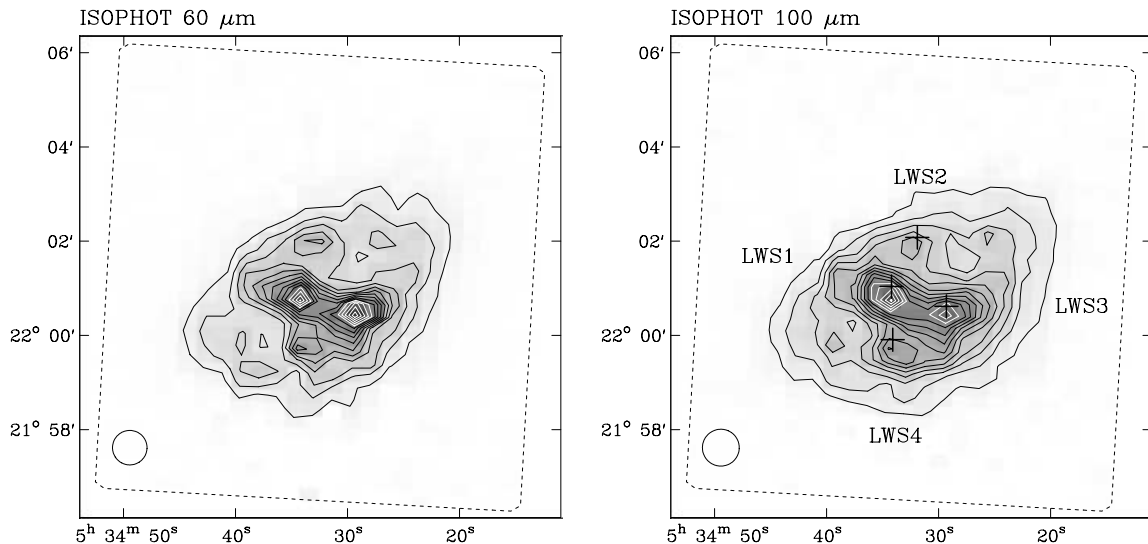 ISOPHOT 60 μm
06′
04′
02′
22° 00′
21° 58′
5ʰ 34ᵐ 50ˢ 40ˢ 30ˢ 20ˢ
ISOPHOT 100 μm
06′
04′
02′
22° 00′
21° 58′
LWS2
LWS1
LWS3
LWS4
5ʰ 34ᵐ 50ˢ 40ˢ 30ˢ 20ˢ